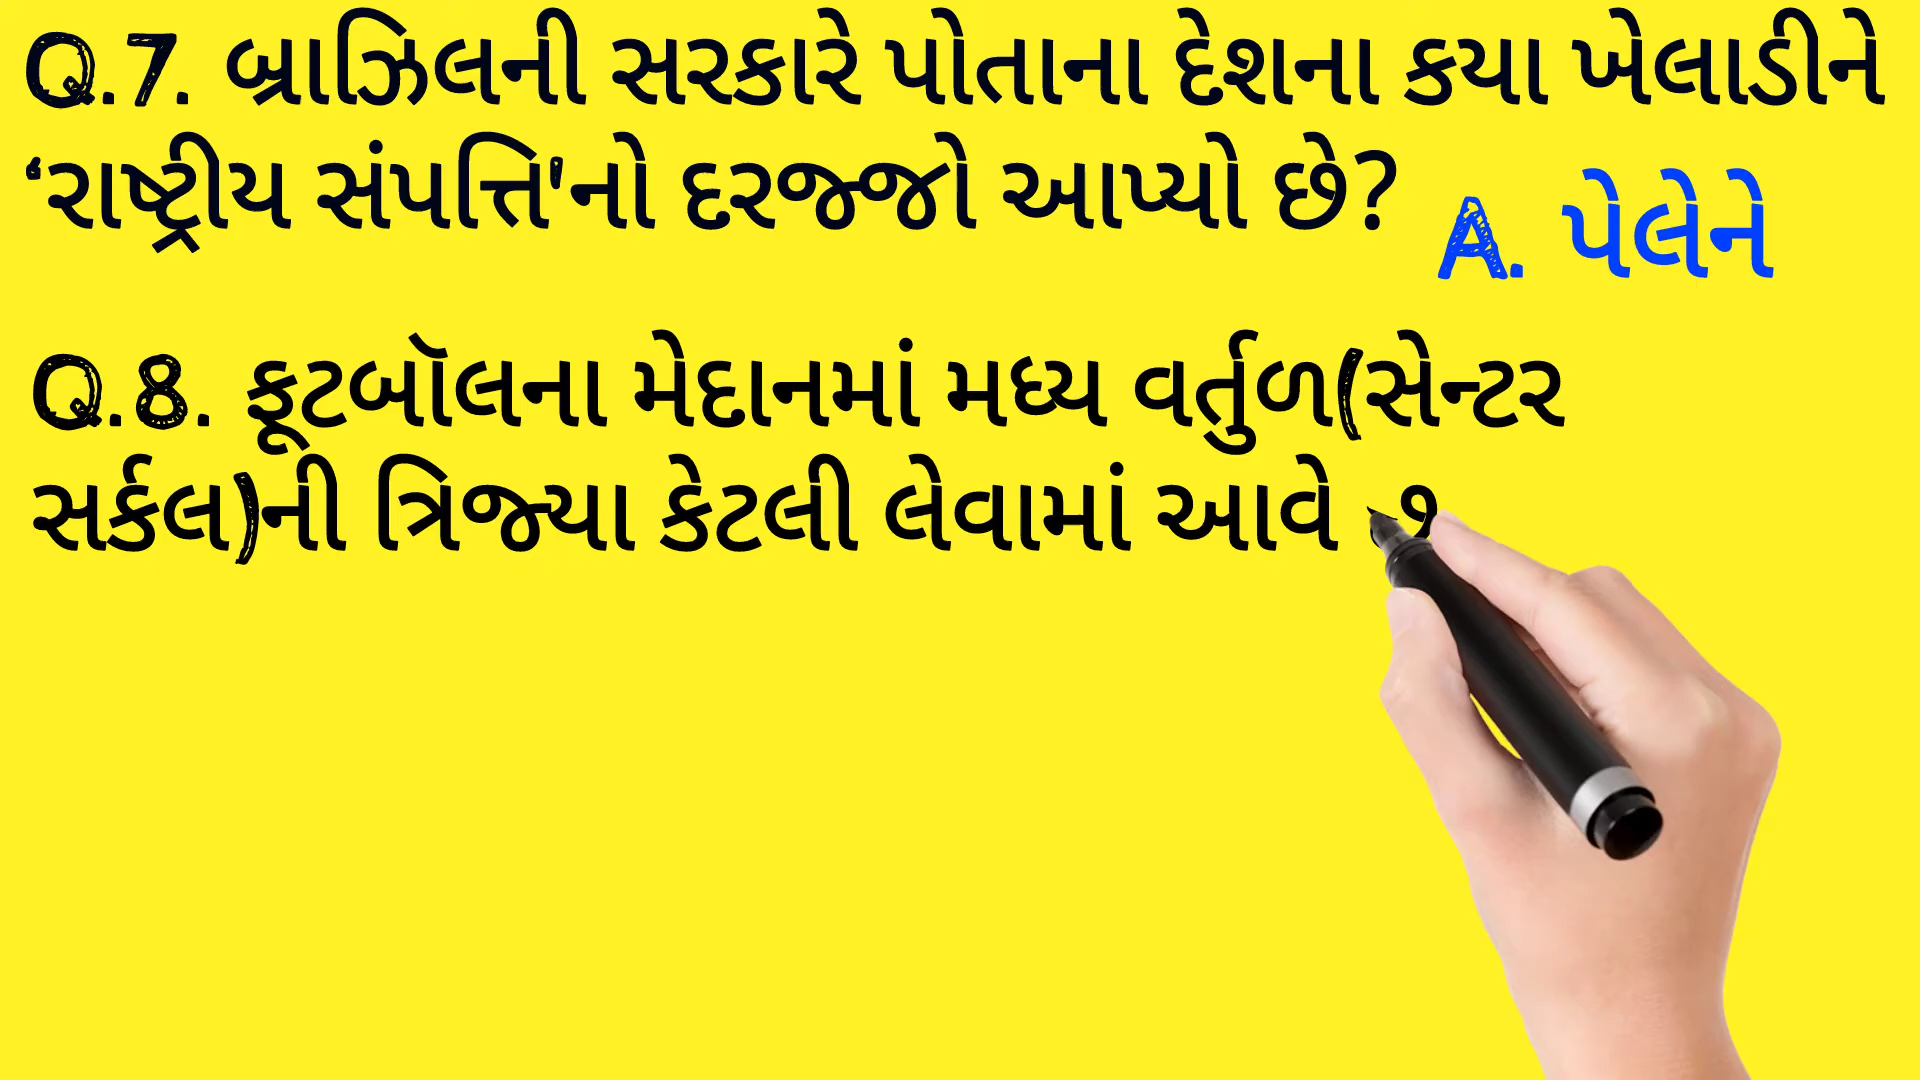 Q.7. બ્રાઝિલની સરકારે પોતાના દેશના કયા ખેલાડીને
‘રાષ્ટ્રીય સંપત્તિ'નો દરજ્જો આપ્યો છે?
A. પેલેને
Q.8. ફૂટબૉલના મેદાનમાં મધ્ય વર્તુળ(સેન્ટર
સર્કલ)ની ત્રિજ્યા કેટલી લેવામાં આવે